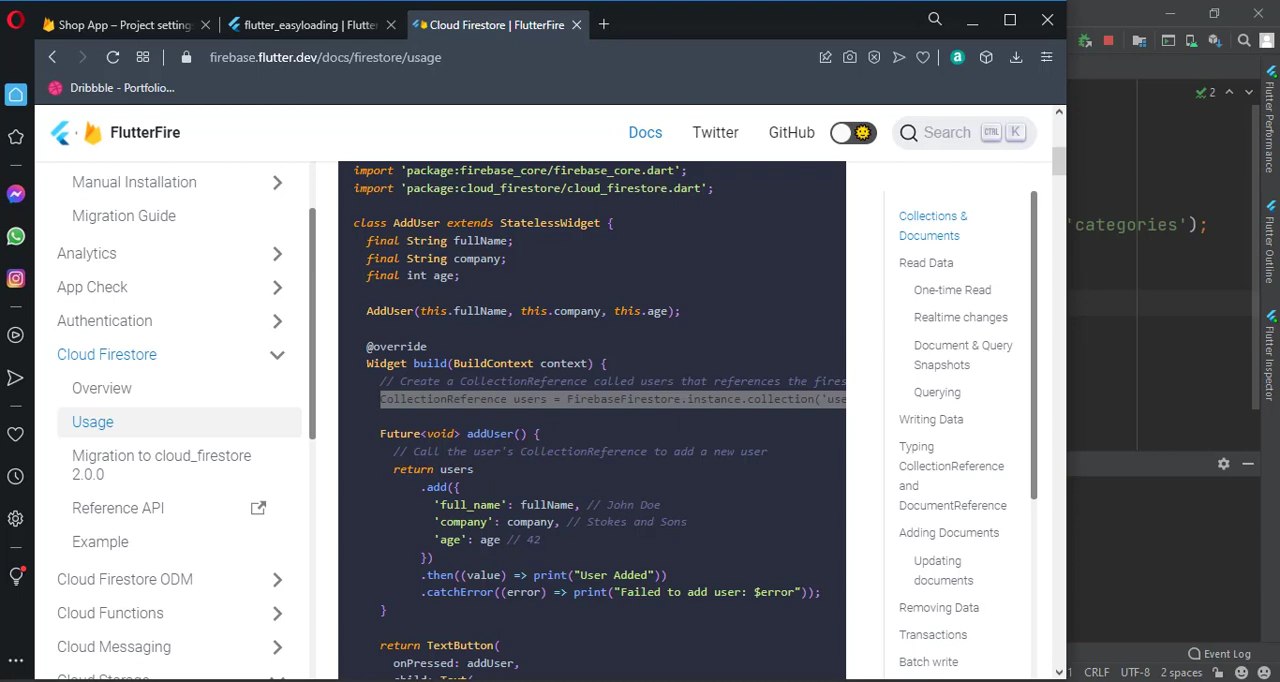 Shop App – Project setting
flutter_easyloading | Flutter
Cloud Firestore | FlutterFire
firebase.flutter.dev/docs/firestore/usage
Dribbble - Portfolio...
FlutterFire
Docs
Twitter
GitHub
Search
CTRL
K
Manual Installation
Migration Guide
Analytics
App Check
Authentication
Cloud Firestore
Overview
Usage
Migration to cloud_firestore
2.0.0
Reference API
Example
Cloud Firestore ODM
Cloud Functions
Cloud Messaging
Cloud Storage
import 'package:firebase_core/firebase_core.dart';
import 'package:cloud_firestore/cloud_firestore.dart';
class AddUser extends StatelessWidget {
final String fullName;
final String company;
final int age;
AddUser(this.fullName, this.company, this.age);
@override
Widget build(BuildContext context) {
// Create a CollectionReference called users that references the fires
CollectionReference users = FirebaseFirestore.instance.collection('use
Future<void> addUser() {
// Call the user's CollectionReference to add a new user
return users
.add({
'full_name': fullName, // John Doe
'company': company, // Stokes and Sons
'age': age // 42
})
.then((value) => print("User Added"))
.catchError((error) => print("Failed to add user: $error"));
}
return TextButton(
onPressed: addUser,
child: Text(
Collections &
Documents
Read Data
One-time Read
Realtime changes
Document & Query
Snapshots
Querying
Writing Data
Typing
CollectionReference
and
DocumentReference
Adding Documents
Updating
documents
Removing Data
Transactions
Batch write
2
'categories');
Flutter Performance
Flutter Outline
Flutter Inspector
Event Log
1 CRLF UTF-8 2 spaces